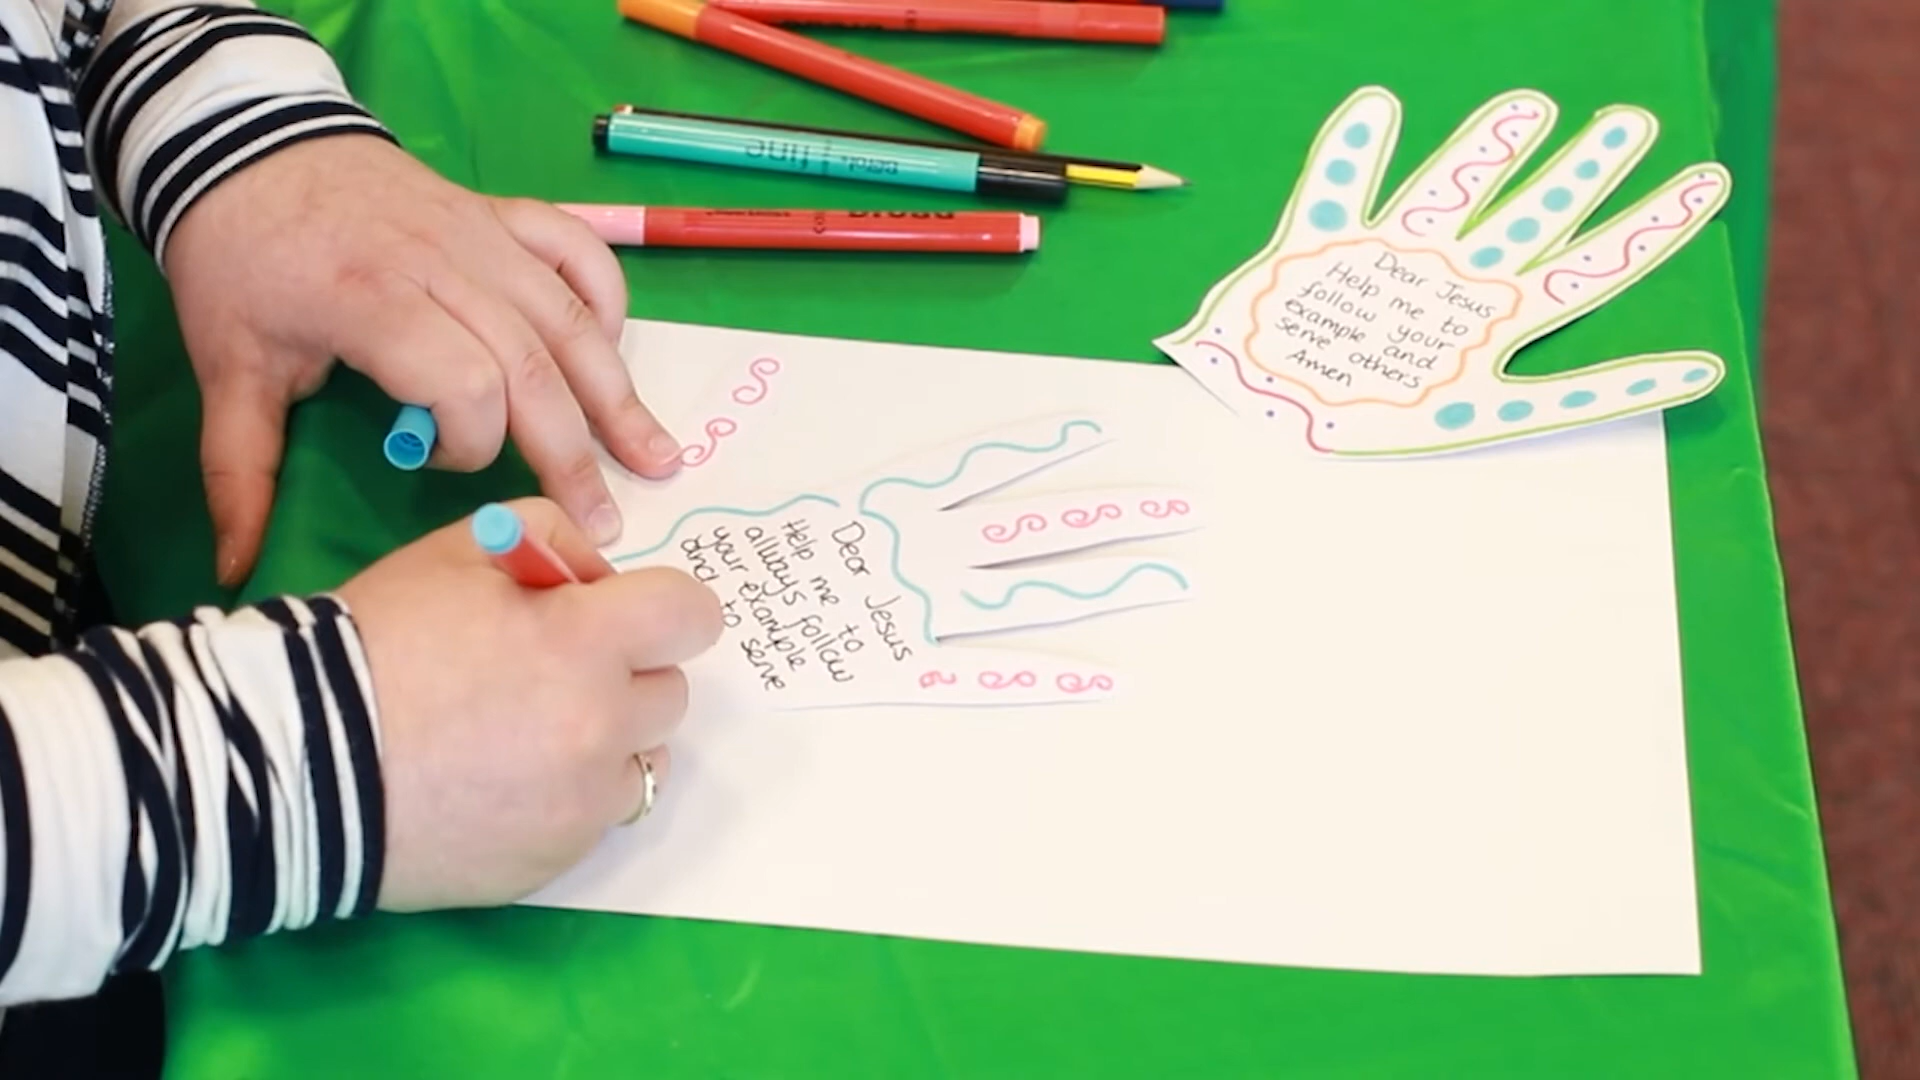 fine
Dear Jesus
Help me to
follow your
example and
serve others
Amen
Dear Jesus
Help me to
always follow
your example
and to serve